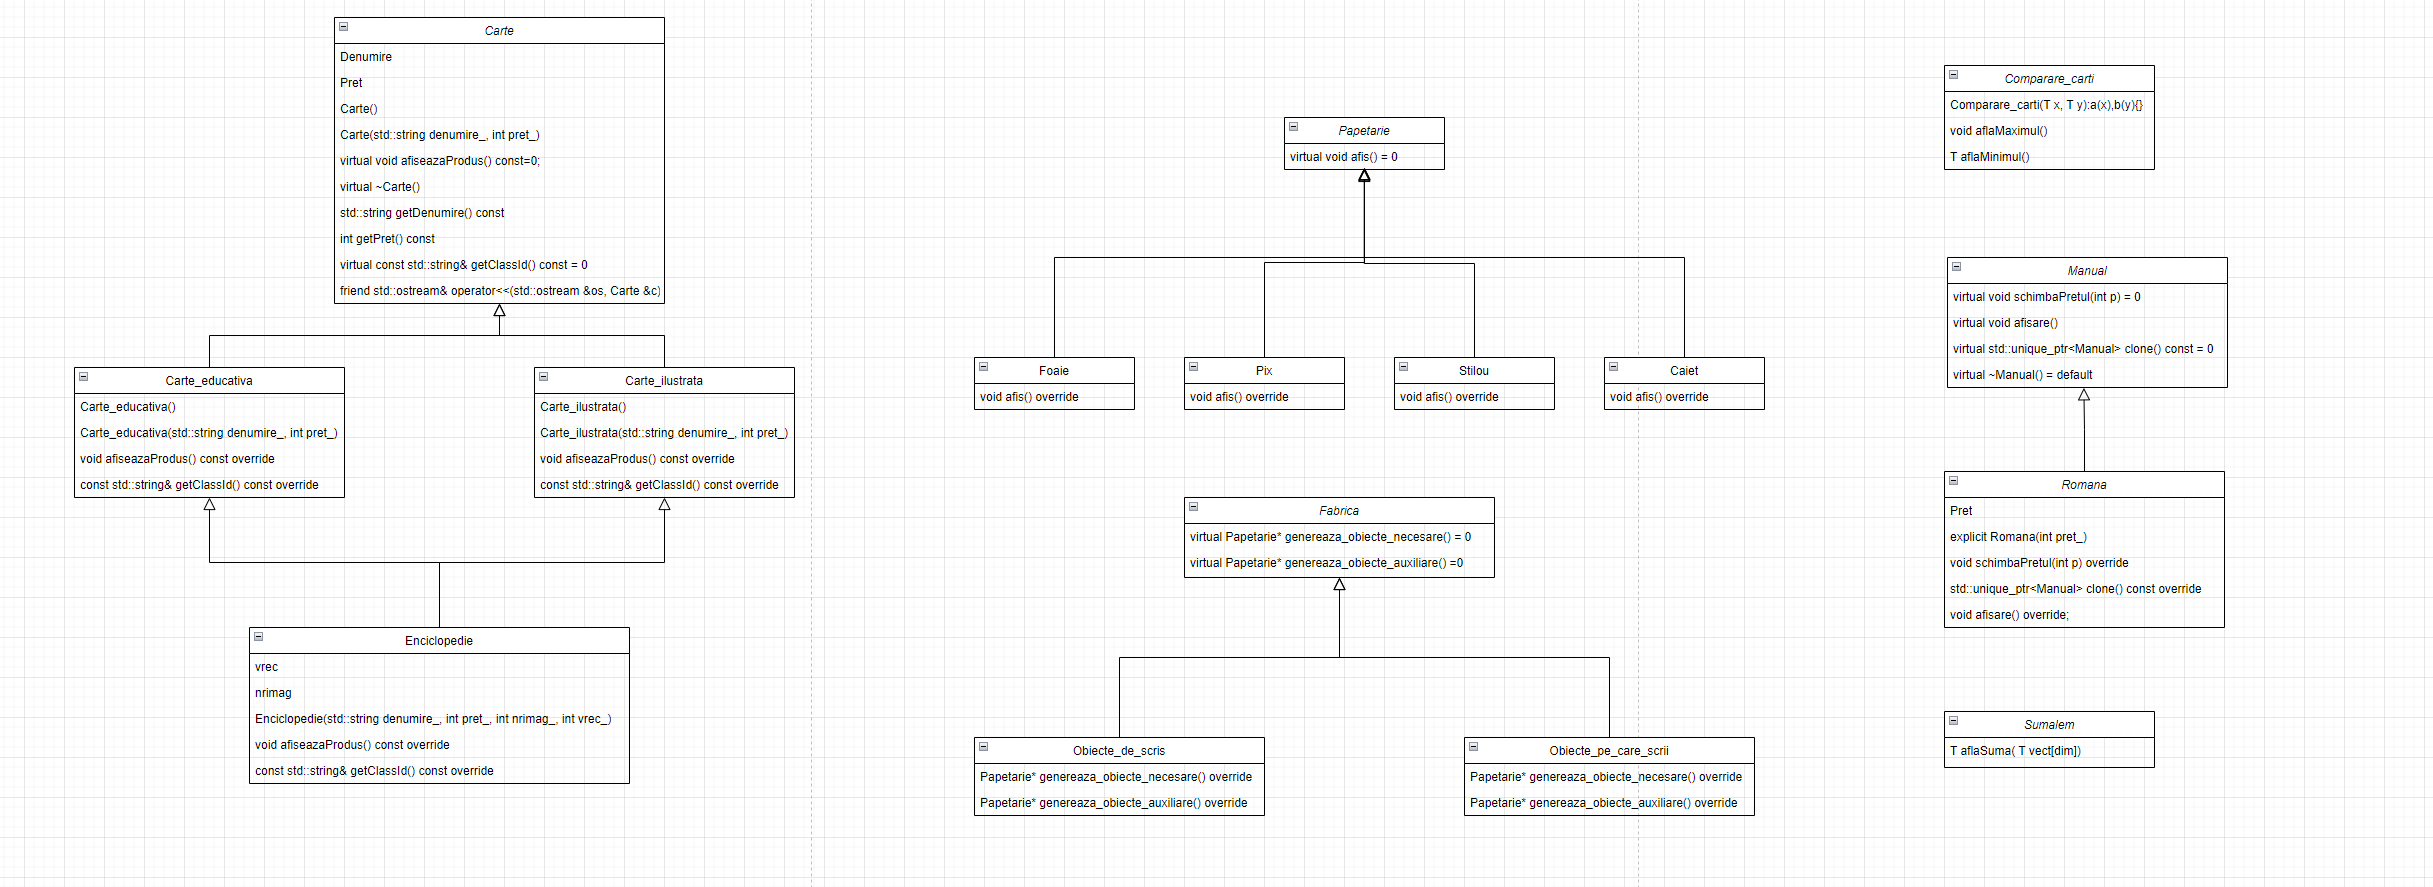 Carte
Denumire
Pret
Carte()
Carte(std::string denumire_, int pret_)
virtual void afiseazaProdus() const=0;
virtual ~Carte()
std::string getDenumire() const
int getPret() const
virtual const std::string& getClassId() const = 0
friend std::ostream& operator<<(std::ostream &os, Carte &c)
Carte_educativa
Carte_educativa()
Carte_educativa(std::string denumire_, int pret_)
void afiseazaProdus() const override
const std::string& getClassId() const override
Carte_ilustrata
Carte_ilustrata()
Carte_ilustrata(std::string denumire_, int pret_)
void afiseazaProdus() const override
const std::string& getClassId() const override
Enciclopedie
vrec
nrimag
Enciclopedie(std::string denumire_, int pret_, int nrimag_, int vrec_)
void afiseazaProdus() const override
const std::string& getClassId() const override
Papetarie
virtual void afis() = 0
Foaie
void afis() override
Pix
void afis() override
Stilou
void afis() override
Caiet
void afis() override
Fabrica
virtual Papetarie* genereaza_obiecte_necesare() = 0
virtual Papetarie* genereaza_obiecte_auxiliare() =0
Obiecte_de_scris
Papetarie* genereaza_obiecte_necesare() override
Papetarie* genereaza_obiecte_auxiliare() override
Obiecte_pe_care_scrii
Papetarie* genereaza_obiecte_necesare() override
Papetarie* genereaza_obiecte_auxiliare() override
Comparare_carti
Comparare_carti(T x, T y):a(x),b(y){}
void aflaMaximul()
T aflaMinimul()
Manual
virtual void schimbaPretul(int p) = 0
virtual void afisare()
virtual std::unique_ptr<Manual> clone() const = 0
virtual ~Manual() = default
Romana
Pret
explicit Romana(int pret_)
void schimbaPretul(int p) override
std::unique_ptr<Manual> clone() const override
void afisare() override;
Sumalem
T aflaSuma( T vect[dim])